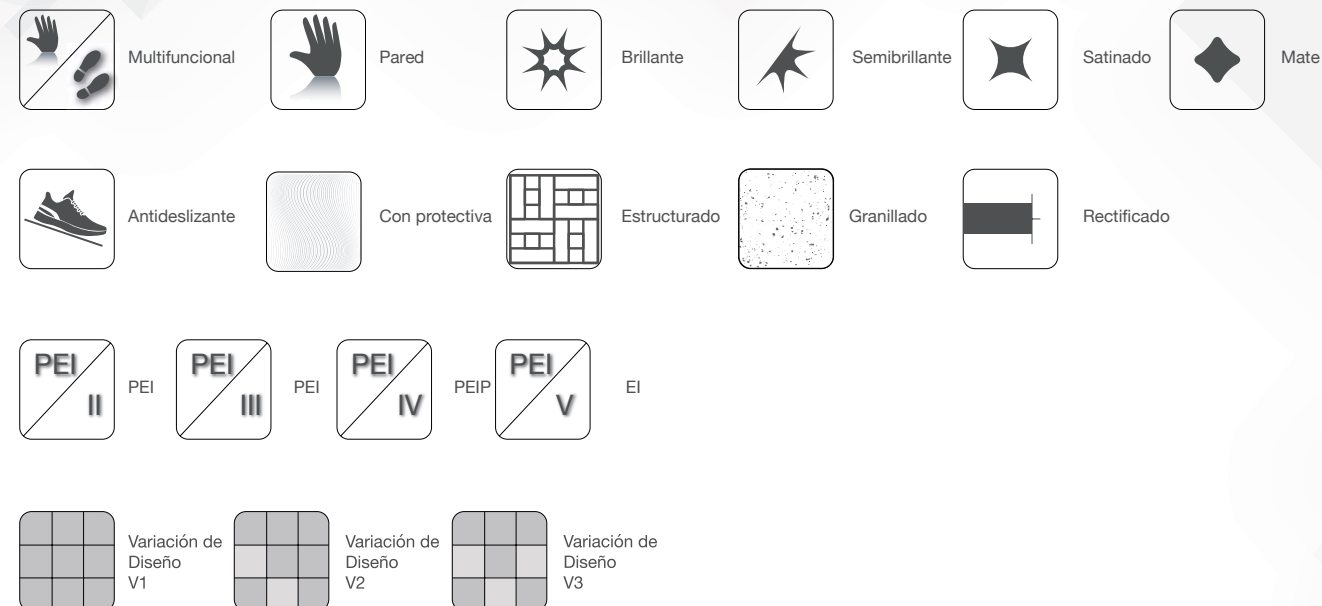 Multifuncional
Pared
Brillante
Semibrillante
Satinado
Mate
Antideslizante
Con protectiva
Estructurado
Granillado
Rectificado
PEI
II
PEI
PEI
III
PEI
PEI
IV
PEIP
PEI
V
EI
Variación de
Diseño
V1
Variación de
Diseño
V2
Variación de
Diseño
V3